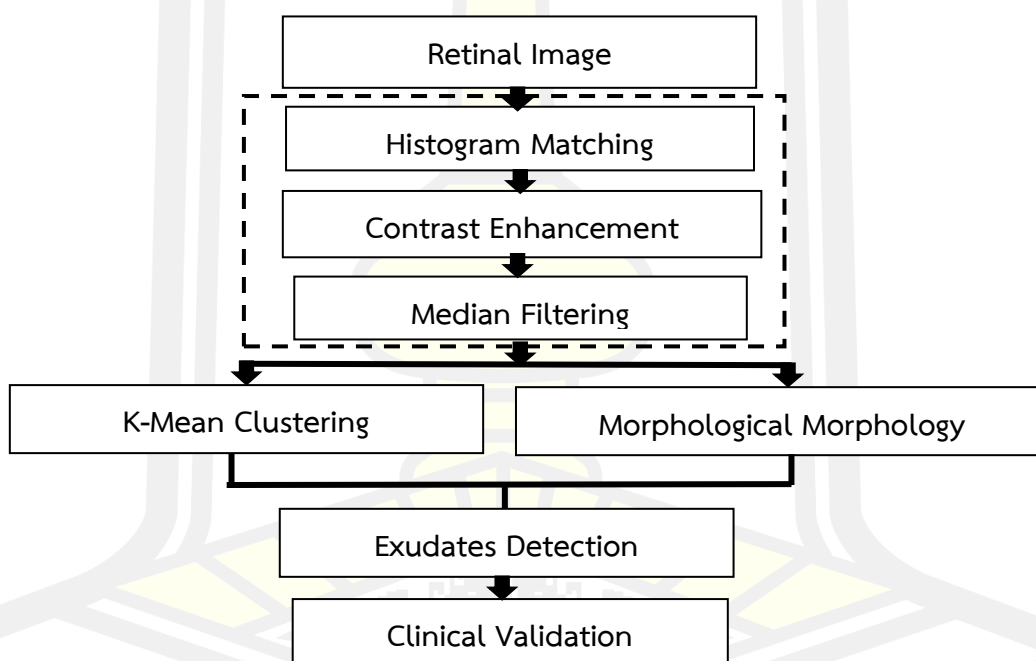 Retinal Image
Histogram Matching
Contrast Enhancement
Median Filtering
K-Mean Clustering
Morphological Morphology
Exudates Detection
Clinical Validation